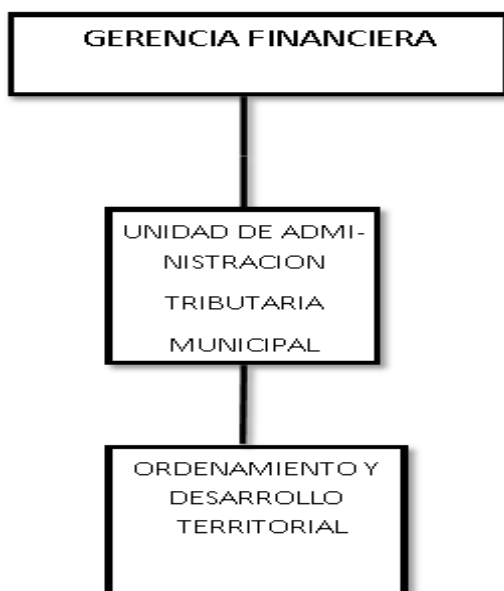 GERENCIA FINANCIERA
UNIDAD DE ADMI-
NISTRACION
TRIBUTARIA
MUNICIPAL
ORDENAMIENTO Y
DESARROLLO
TERRITORIAL